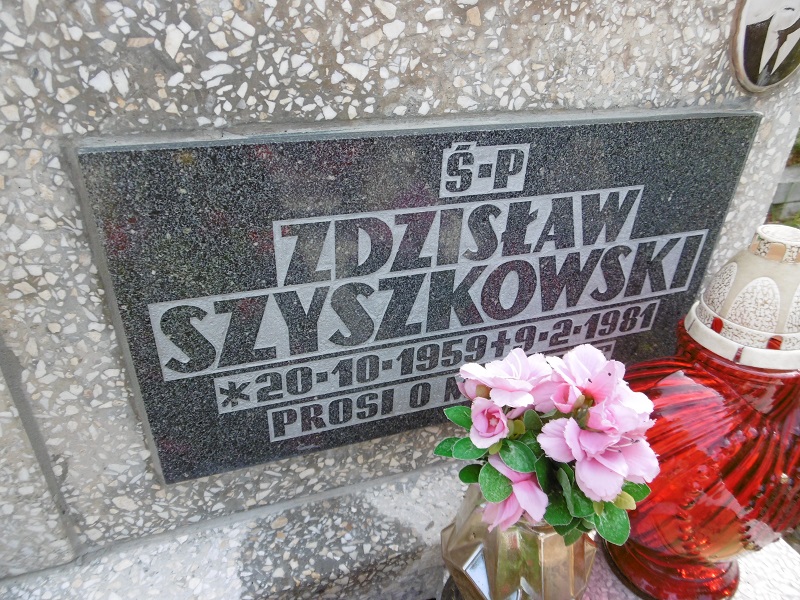 Ś-P
ZDZISŁAW
SZYSZKOWSKI
*20-10-1959+9-2-1981
PROSI O